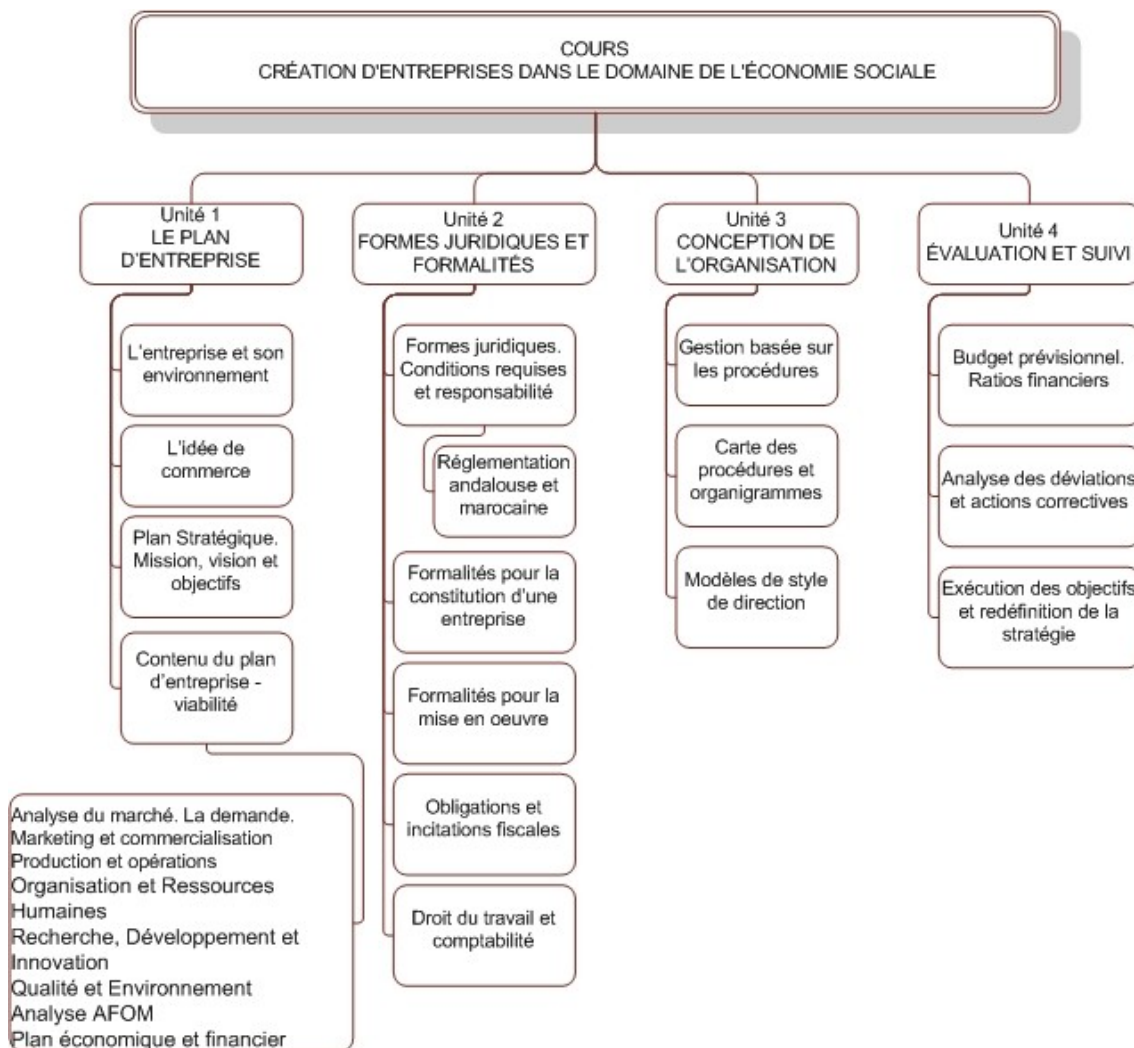 COURS
CRÉATION D'ENTREPRISES DANS LE DOMAINE DE L'ÉCONOMIE SOCIALE
Unité 1
LE PLAN
D'ENTREPRISE
L'entreprise et son
environnement
L'idée de
commerce
Plan Stratégique.
Mission, vision et
objectifs
Contenu du plan
d'entreprise -
viabilité
Analyse du marché. La demande.
Marketing et commercialisation
Production et opérations
Organisation et Ressources
Humaines
Recherche, Développement et
Innovation
Qualité et Environnement
Analyse AFOM
Plan économique et financier
Unité 2
FORMES JURIDIQUES ET
FORMALITÉS
Formes juridiques.
Conditions requises
et responsabilité
Réglementation
andalouse et
marocaine
Formalités pour la
constitution d'une
entreprise
Formalités pour la
mise en oeuvre
Obligations et
incitations fiscales
Droit du travail et
comptabilité
Unité 3
CONCEPTION DE
L'ORGANISATION
Gestion basée sur
les procédures
Carte des
procédures et
organigrammes
Modèles de style
de direction
Unité 4
ÉVALUATION ET SUIVI
Budget prévisionnel.
Ratios financiers
Analyse des déviations
et actions correctives
Exécution des objectifs
et redéfinition de la
stratégie